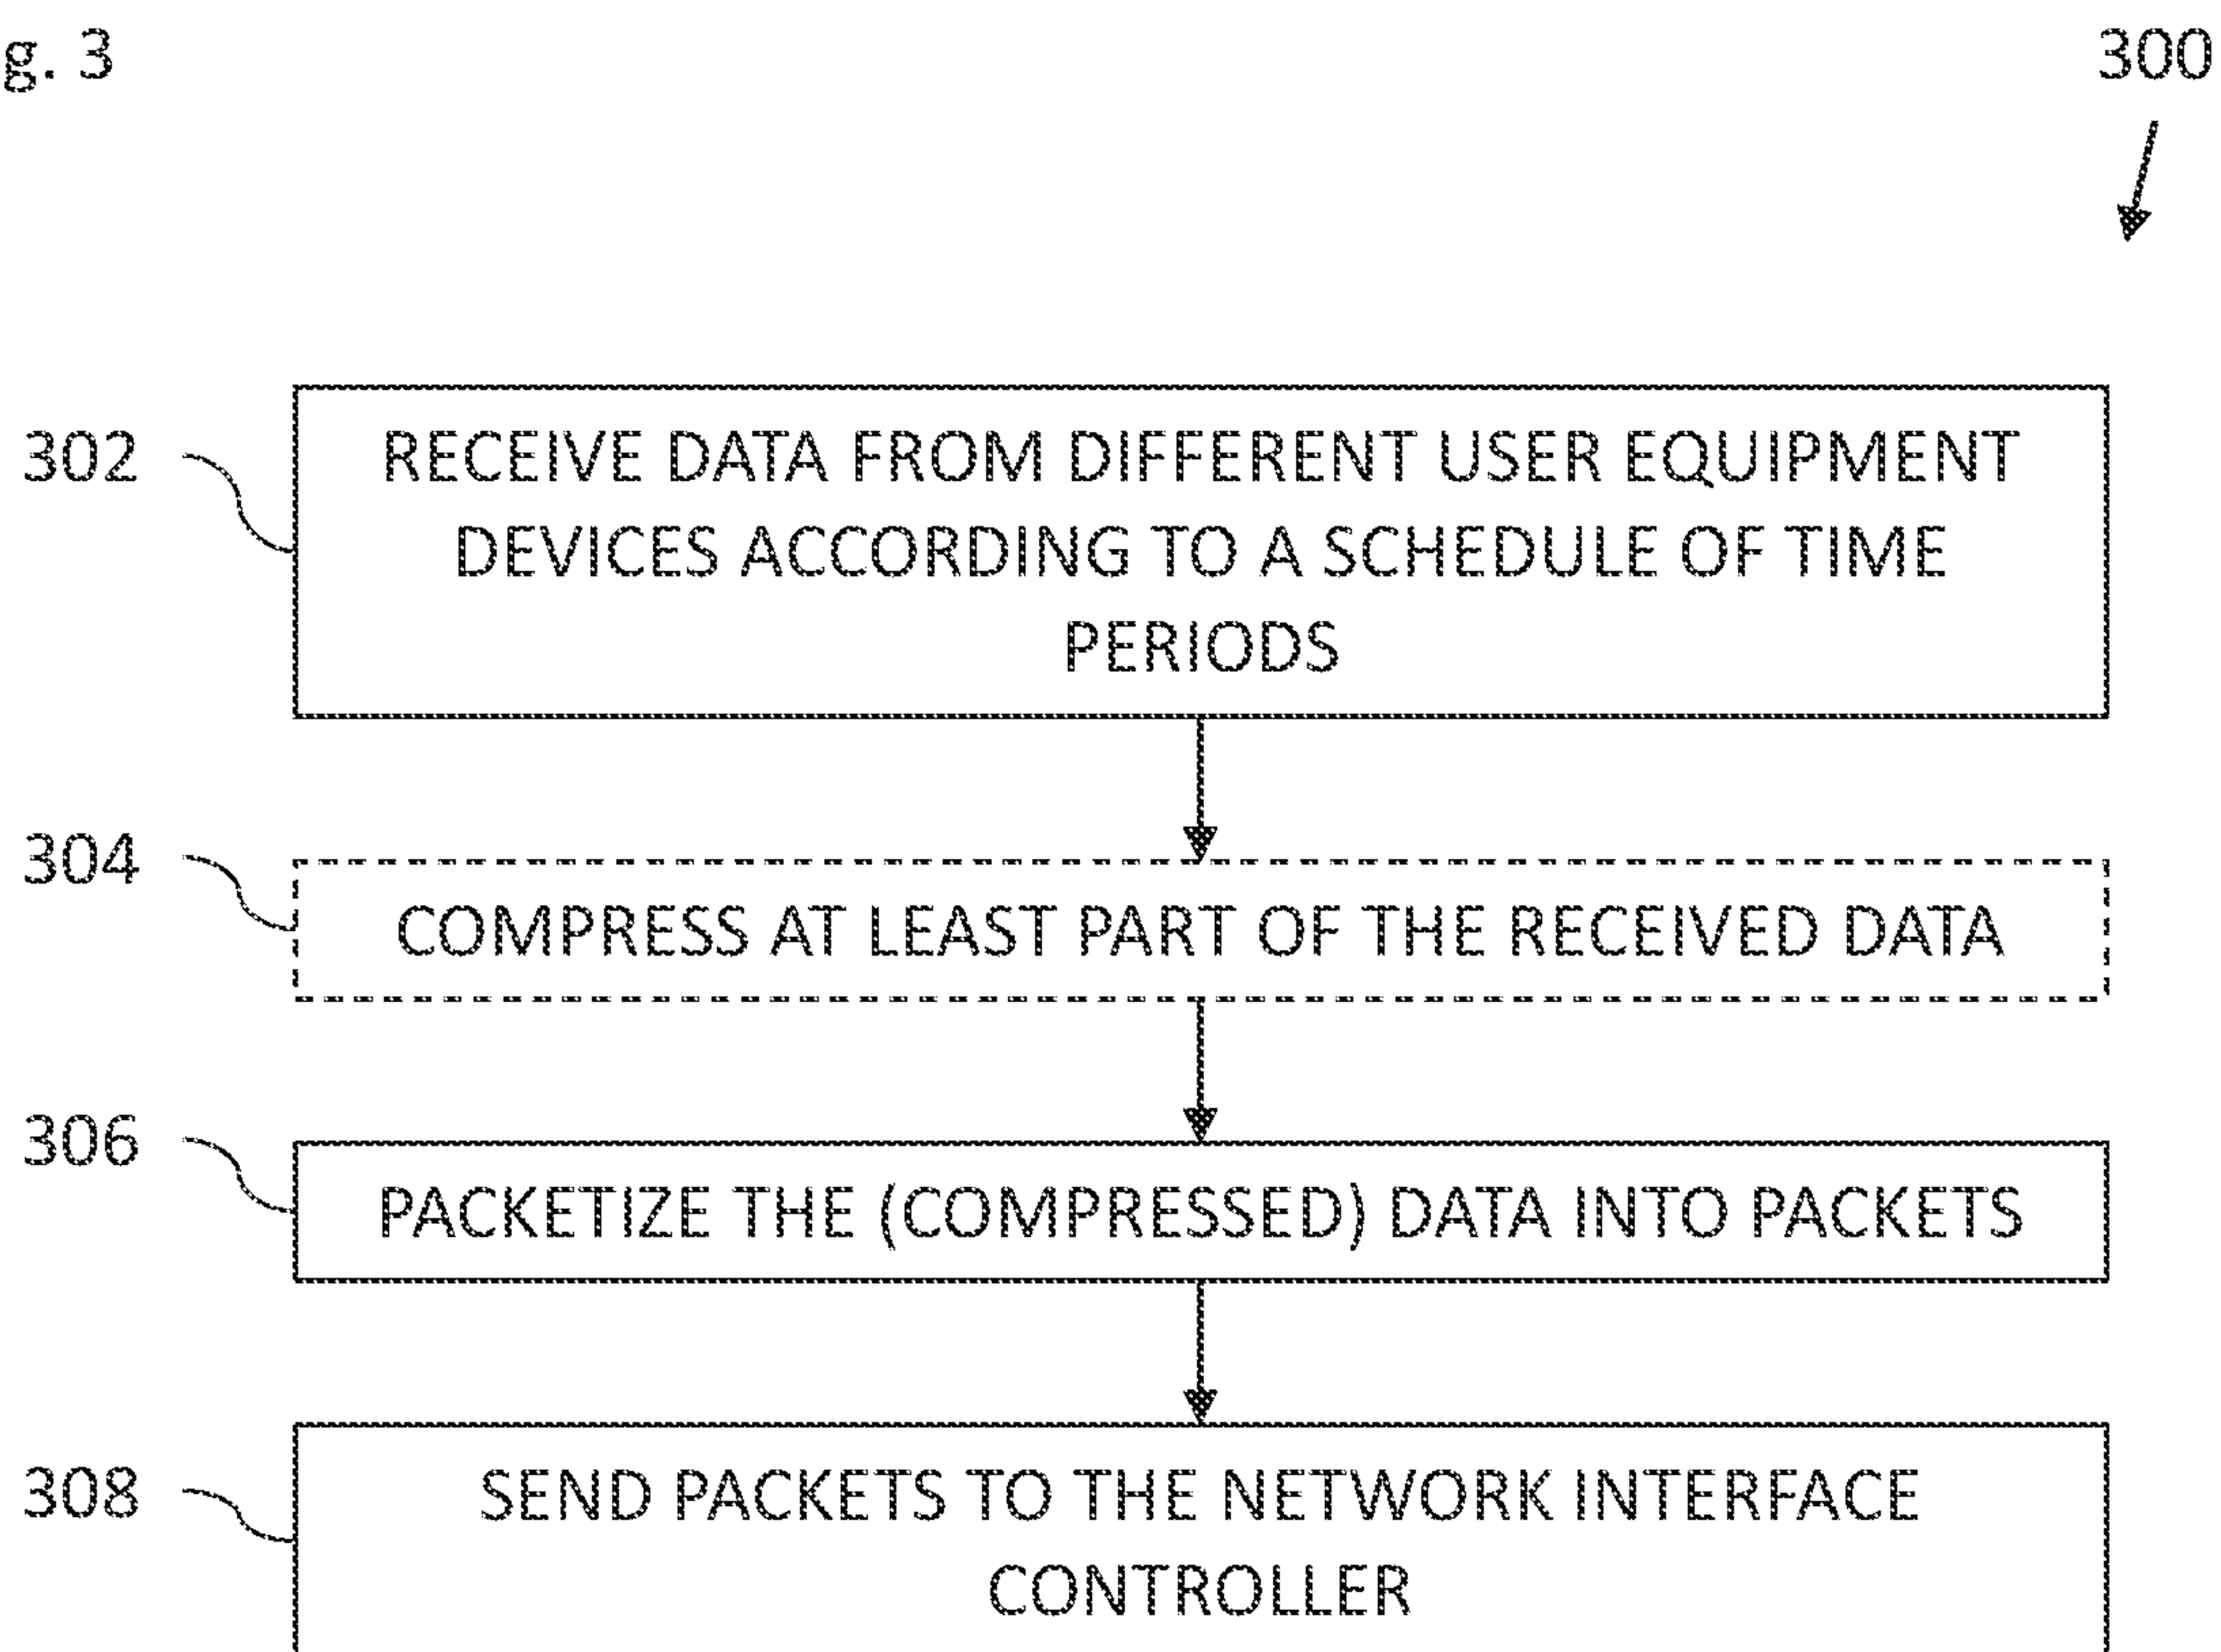 g. 3
300
302
RECEIVE DATA FROM DIFFERENT USER EQUIPMENT
DEVICES ACCORDING TO A SCHEDULE OF TIME
PERIODS
304
COMPRESS AT LEAST PART OF THE RECEIVED DATA
306
PACKETIZE THE (COMPRESSED) DATA INTO PACKETS
308
SEND PACKETS TO THE NETWORK INTERFACE
CONTROLLER